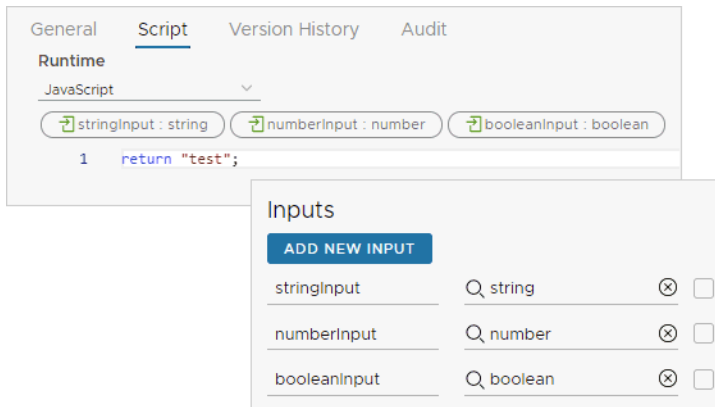 General Script Version History Audit
Runtime
JavaScript
stringInput : string numberInput : number booleanInput : boolean
1 return "test";
Inputs
ADD NEW INPUT
stringInput string
numberInput number
booleanInput boolean